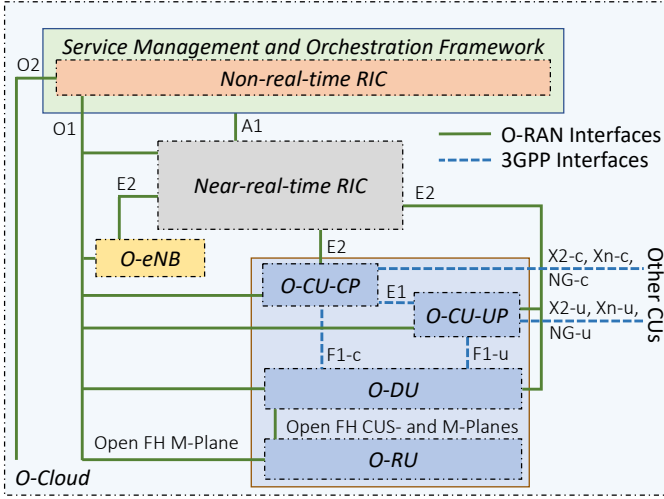 Service Management and Orchestration Framework
O2
Non-real-time RIC
O1
A1
O-RAN Interfaces
3GPP Interfaces
Near-real-time RIC
E2
E2
O-eNB
E2
O-CU-CP
E1
X2-c, Xn-c,
NG-c
O-CU-UP
X2-u, Xn-u,
NG-u
Other CUs
F1-c
F1-u
O-DU
Open FH CUS- and M-Planes
Open FH M-Plane
O-RU
O-Cloud